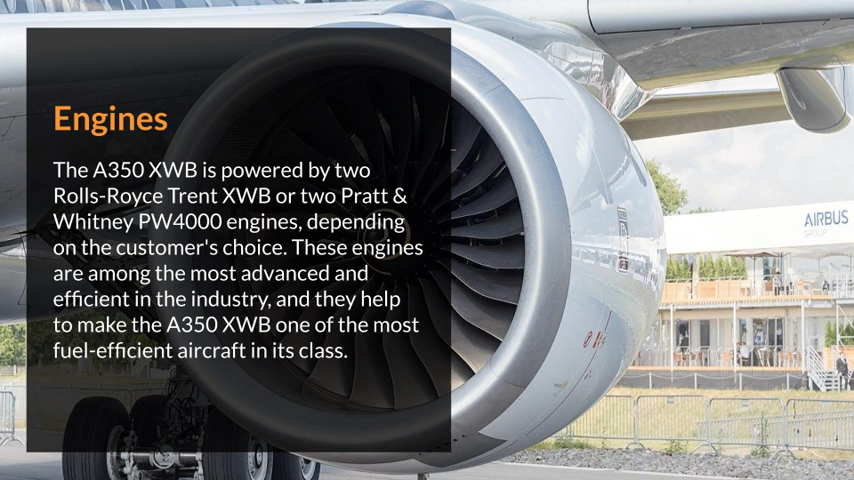 Engines
The A350 XWB is powered by two
Rolls-Royce Trent XWB or two Pratt &
Whitney PW4000 engines, depending
on the customer's choice. These engines
are among the most advanced and
efficient in the industry, and they help
to make the A350 XWB one of the most
fuel-efficient aircraft in its class.
AIRBUS
GROUP